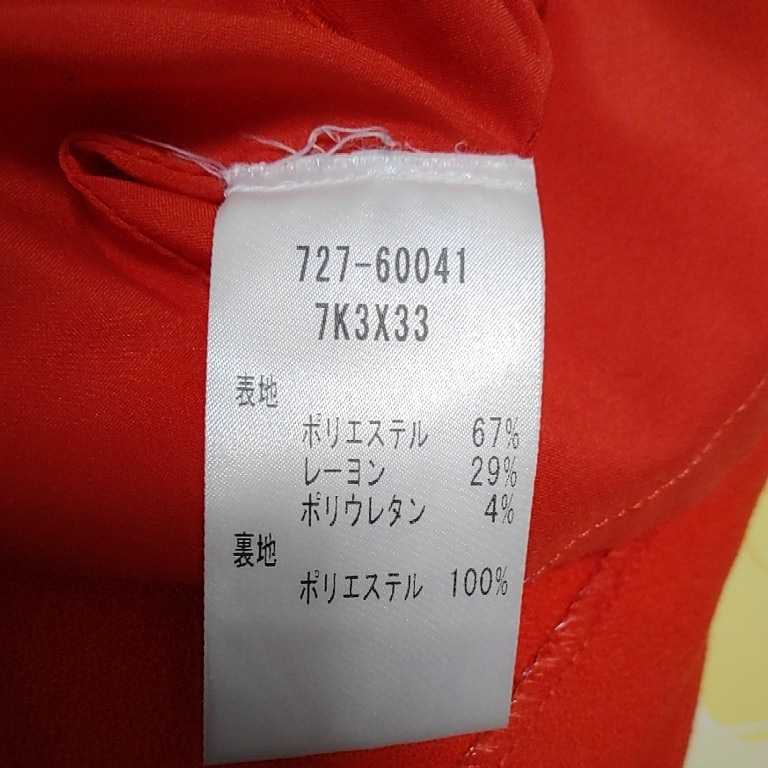 727-60041
7K3X33
表地
ポリエステル 67%
レーヨン 29%
ポリウレタン 4%
裏地
ポリエステル 100%